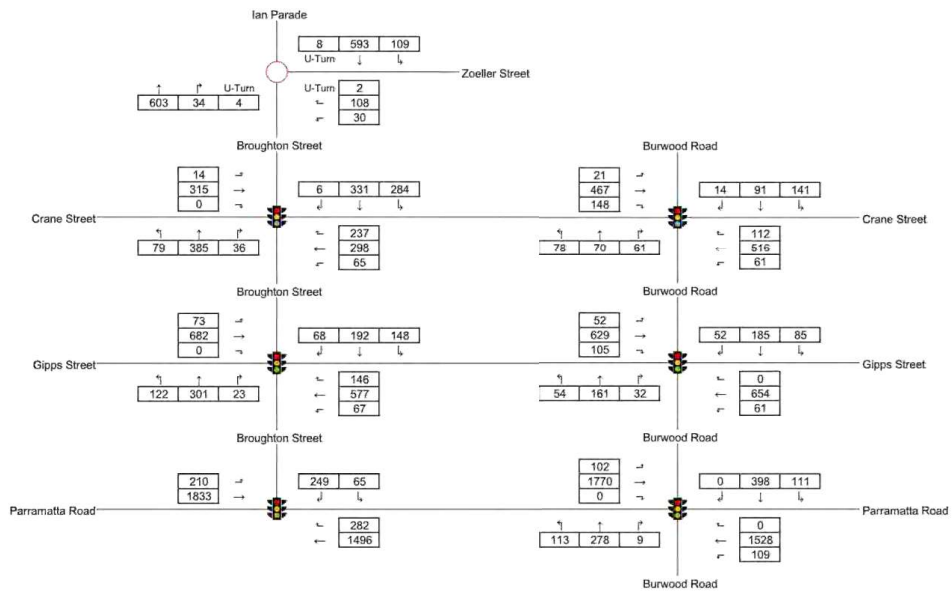 Ian Parade
8 593 109
U-Turn
Zoeller Street
U-Turn U-Turn 2
603 34 4 108
30
Broughton Street Burwood Road
14 21
315 6 331 284 467 14 91 141
0 148
Crane Street Crane Street
237 112
79 385 36 298 78 70 61 516
65 61
Broughton Street Burwood Road
73 52
682 68 192 148 629 52 185 85
0 105
Gipps Street Gipps Street
146 0
122 301 23 577 54 161 32 654
67 61
Broughton Street Burwood Road
102
210 249 65 1770 0 398 111
1833 0
Parramatta Road Parramatta Road
282 0
1496 113 278 9 1528
109
Burwood Road